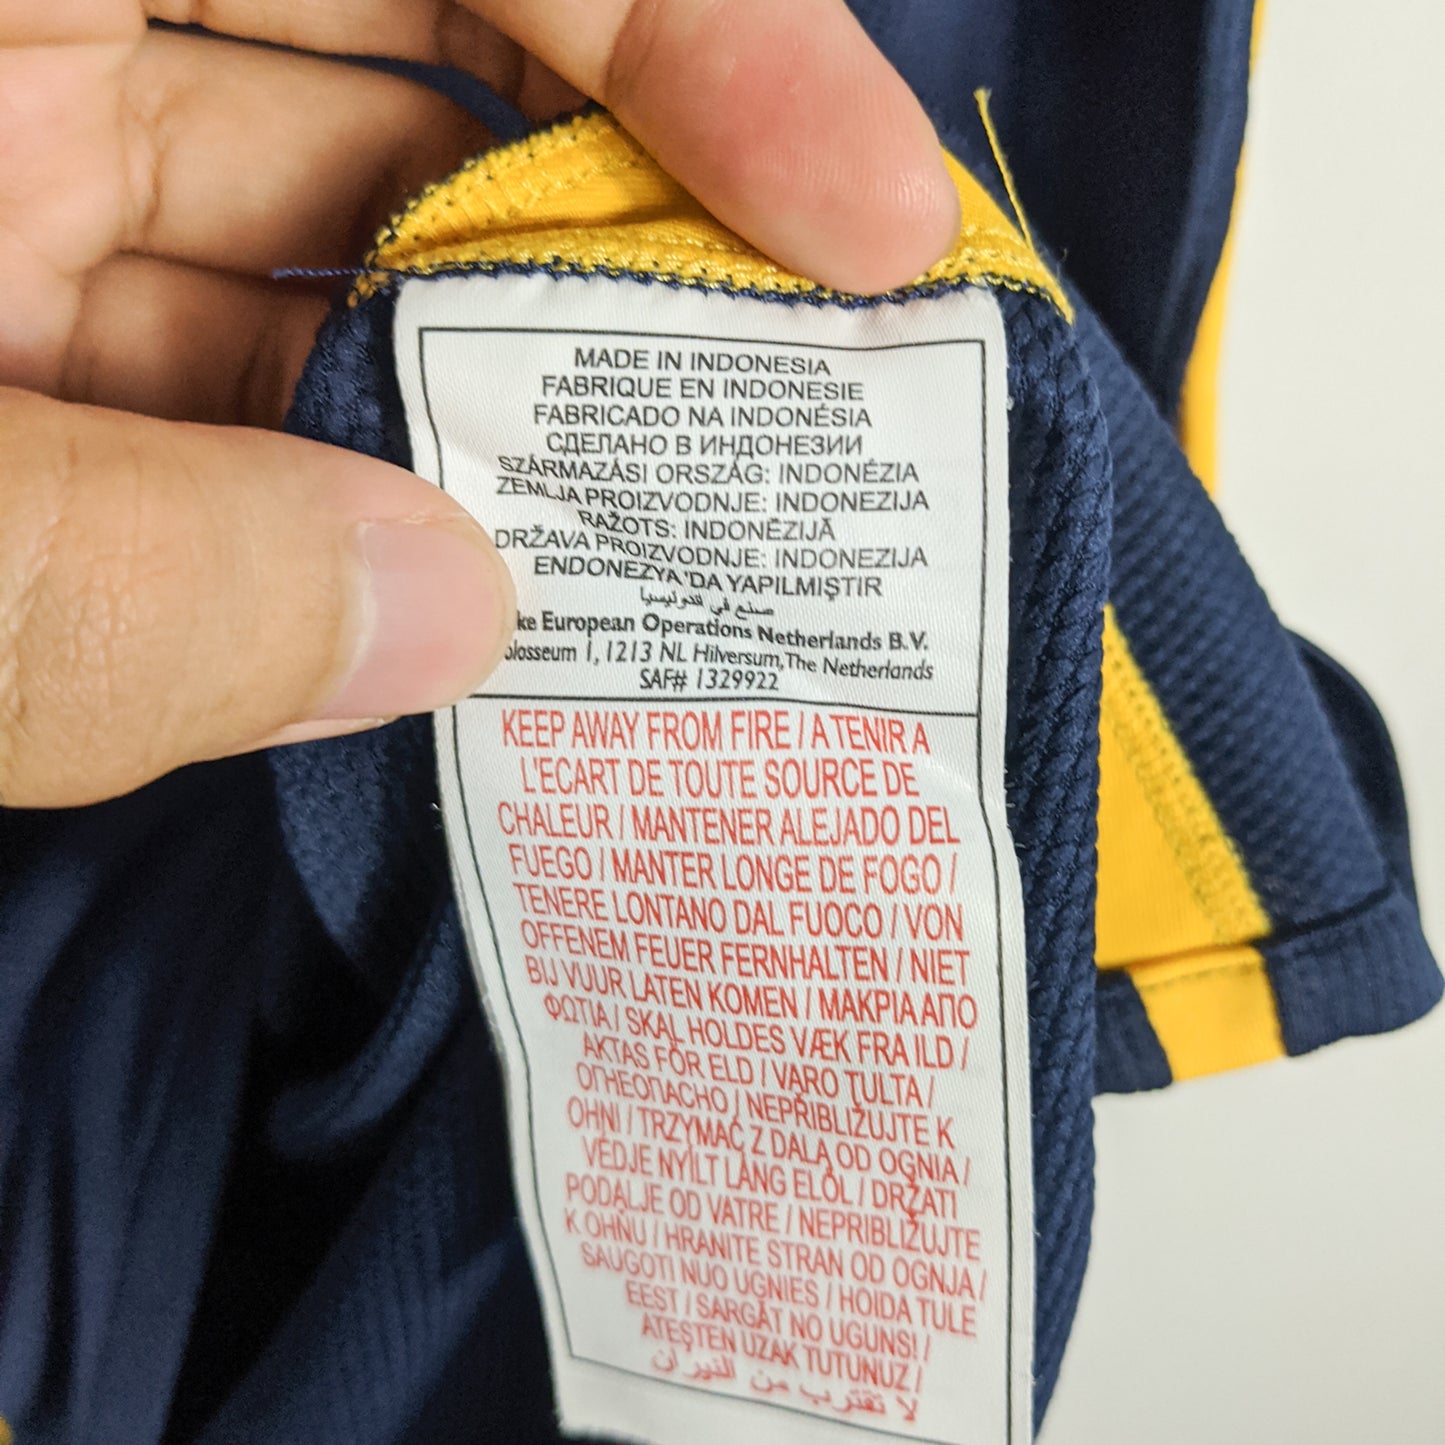 MADE IN INDONESIA
FABRIQUE EN INDONESIE
FABRICADO NA INDONÉSIA
СДЕЛАНО В ИНДОНЕЗИИ
SZÁRMAZÁSI ORSZÁG: INDONÉZIA
ZEMLJA PROIZVODNJE: INDONEZIJA
RAŽOTS: INDONĒZIJĀ
DRŽAVA PROIZVODNJE: INDONEZIJA
ENDONEZYA'DA YAPILMIŞTIR
صنع في
ke European Operations Netherlands B.V.
olosseum 1, 1213 NL Hilversum, The Netherlands
SAF# 1329922
KEEP AWAY FROM FIRE / A TENIR A
L'ECART DE TOUTE SOURCE DE
CHALEUR / MANTENER ALEJADO DEL
FUEGO / MANTER LONGE DE FOGO /
TENERE LONTANO DAL FUOCO / VON
OFFENEM FEUER FERNHALTEN / NIET
BIJ VUUR LATEN KOMEN / ΜΑΚΡΙΑ ΑΠΟ
ΦΩΤΙΑ / SKAL HOLDES VÆK FRA ILD /
AKTAS FÖR ELD / VARO TULTA /
ОГНЕОПАСНО / NEPŘIBLIŽUJTE K
OHNI / TRZYMAĆ Z DALA OD OGNIA /
VÉDJE NYÍLT LÁNG ELŐL / DRŽATI
PODALJE OD VATRE / NEPRIBLIŽUJTE
K OHŇU / HRANITE STRAN OD OGNJA /
SAUGOTI NUO UGNIES / HOIDA TULE
EEST / SARGĀT NO UGUNS! /
ATEŞTEN UZAK TUTUNUZ /
لا تقترب من النيران